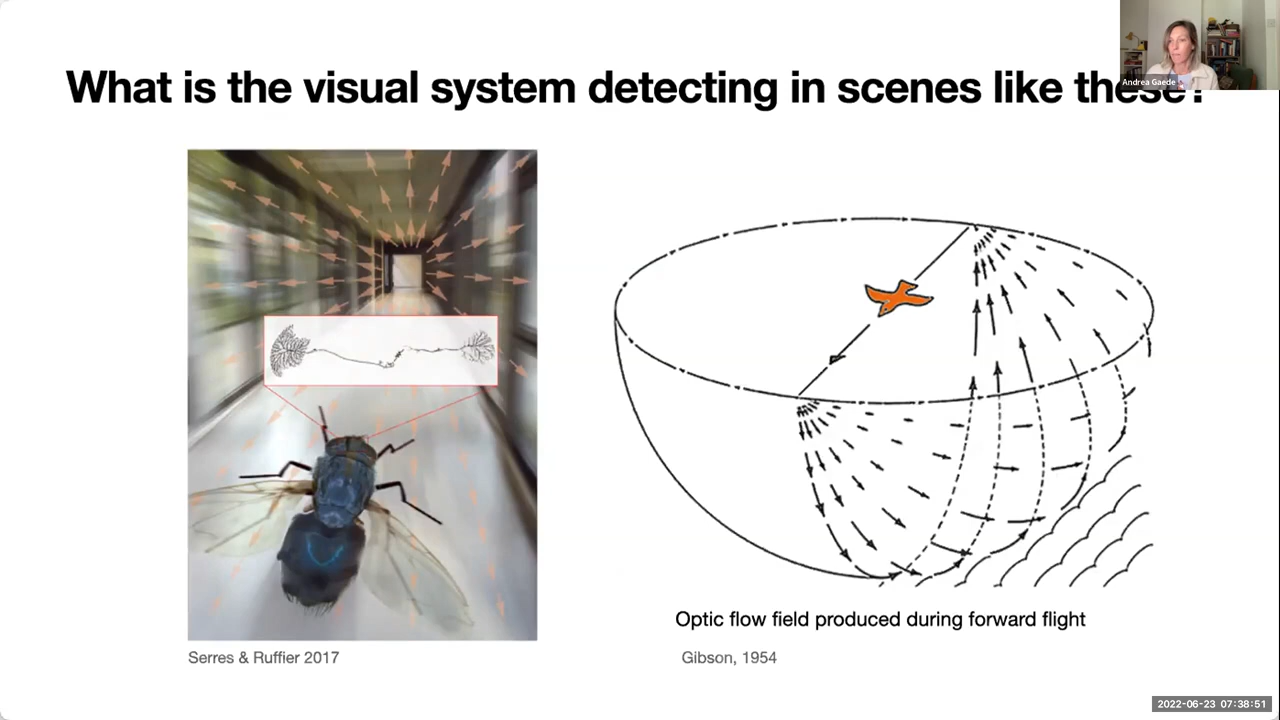 What is the visual system detecting in scenes like these?
Andrea Gaede
Serres & Ruffier 2017
Optic flow field produced during forward flight
Gibson, 1954
2022-06-23 07:38:51